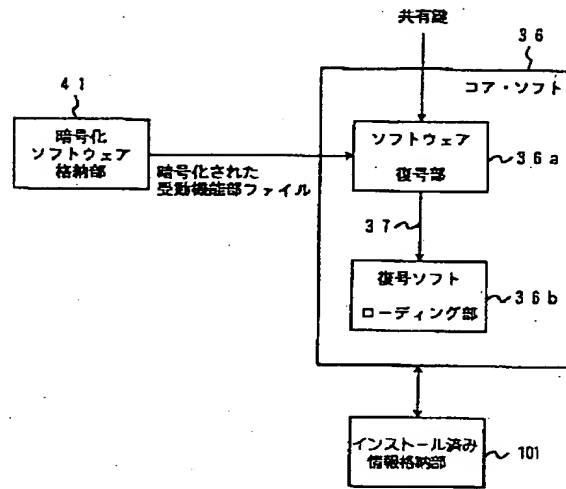 共有鍵
36
コア・ソフト
41
暗号化
ソフトウェア
格納部
暗号化された
受動機能部ファイル
ソフトウェア
復号部
36a
37
復号ソフト
ローディング部
36b
インストール済み
情報格納部
101